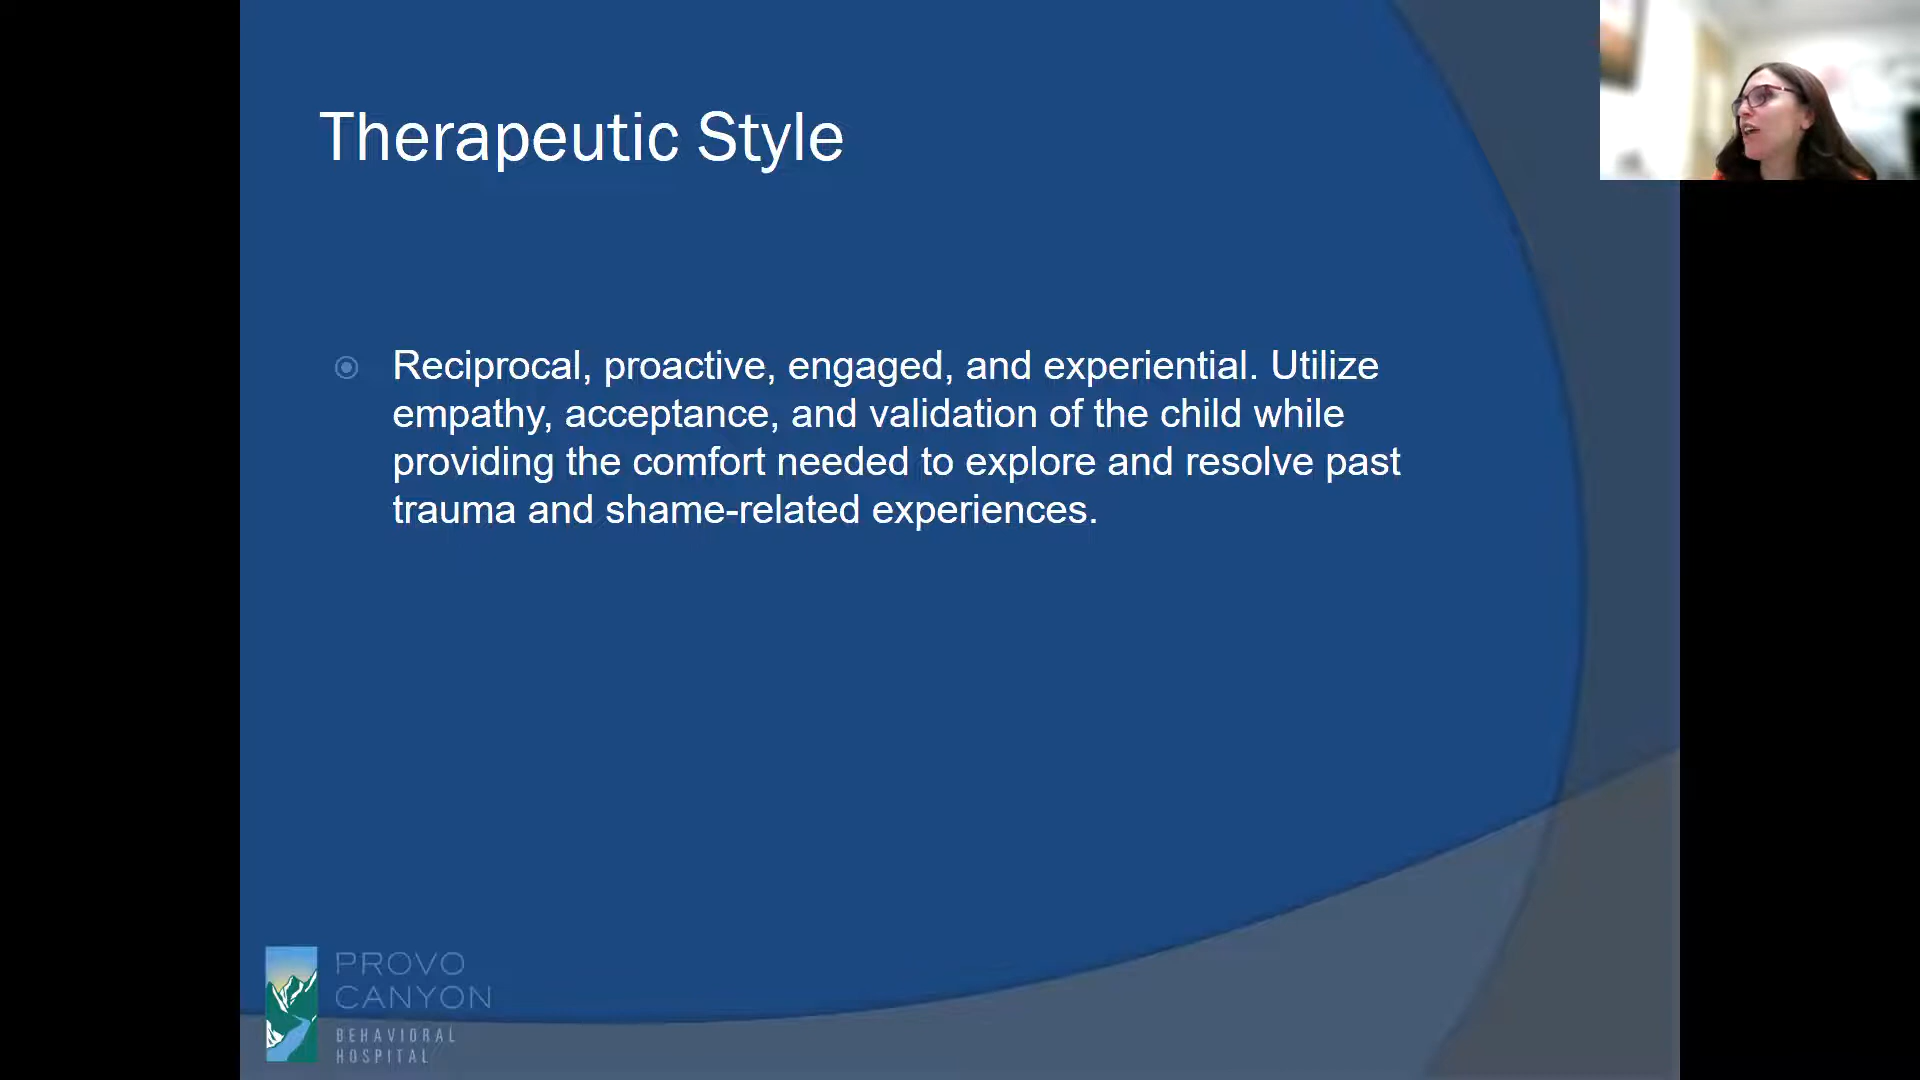 Therapeutic Style
Reciprocal, proactive, engaged, and experiential. Utilize
empathy, acceptance, and validation of the child while
providing the comfort needed to explore and resolve past
trauma and shame-related experiences.
PROVO
CANYON
BEHAVIORAL
HOSPITAL